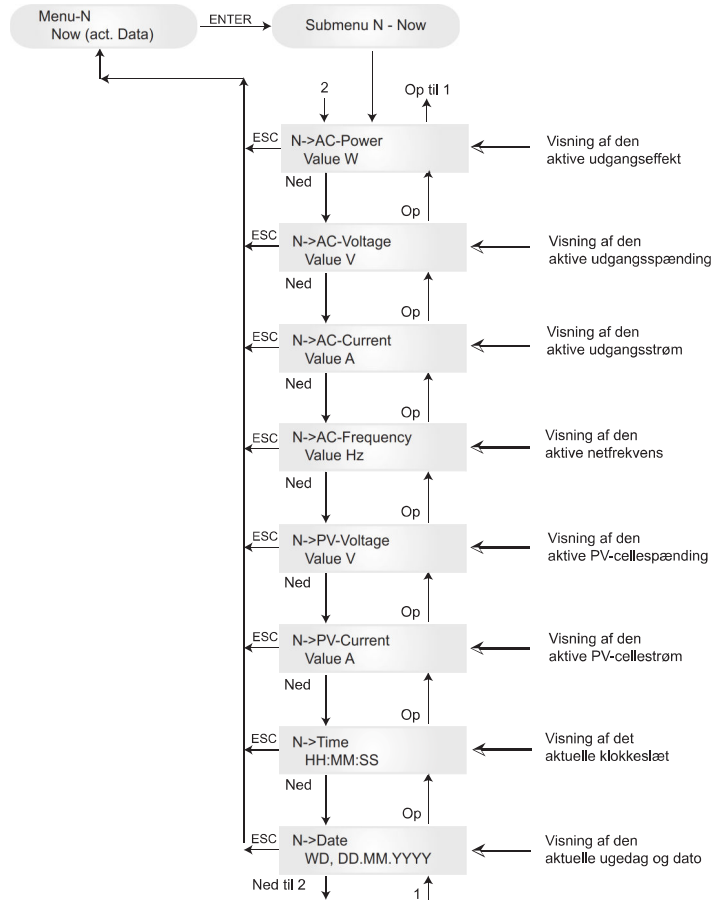 Menu-N
Now (act. Data)
ENTER
Submenu N - Now
2
Op til 1
ESC
N->AC-Power
Value W
Visning af den
aktive udgangseffekt
Ned
Op
ESC
N->AC-Voltage
Value V
Visning af den
aktive udgangsspænding
Ned
Op
ESC
N->AC-Current
Value A
Visning af den
aktive udgangsstrøm
Ned
Op
ESC
N->AC-Frequency
Value Hz
Visning af den
aktive netfrekvens
Ned
Op
ESC
N->PV-Voltage
Value V
Visning af den
aktive PV-cellespænding
Ned
Op
ESC
N->PV-Current
Value A
Visning af den
aktive PV-cellestrøm
Ned
Op
ESC
N->Time
HH:MM:SS
Visning af det
aktuelle klokkeslæt
Ned
Op
ESC
N->Date
WD, DD.MM.YYYY
Visning af den
aktuelle ugedag og dato
Ned til 2
1